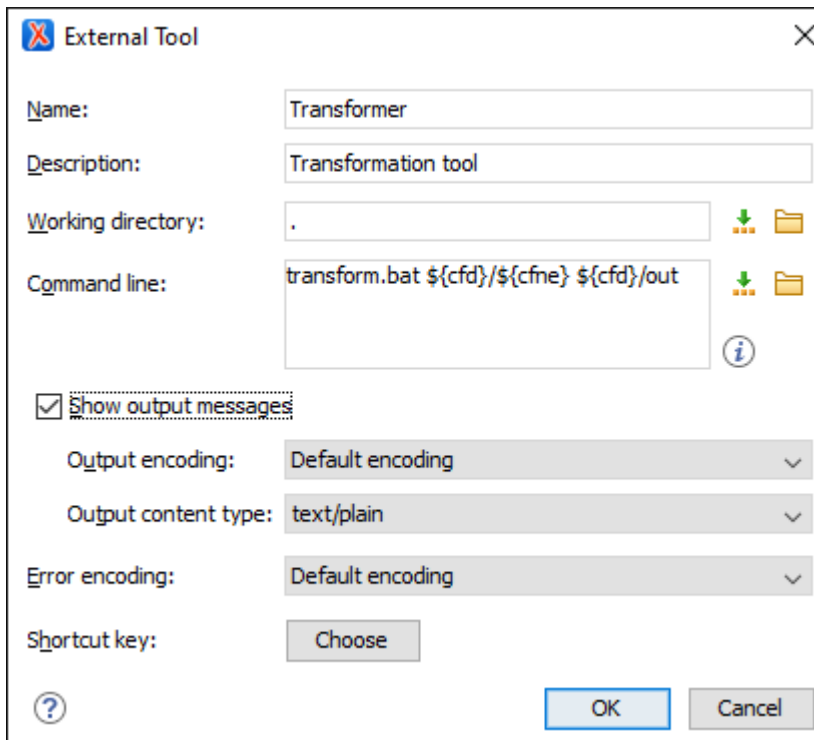 External Tool
Name: Transformer
Description: Transformation tool
Working directory: .
Command line: transform.bat ${cfd}/${cfne} ${cfd}/out
Show output messages
Output encoding: Default encoding
Output content type: text/plain
Error encoding: Default encoding
Shortcut key: Choose
OK Cancel